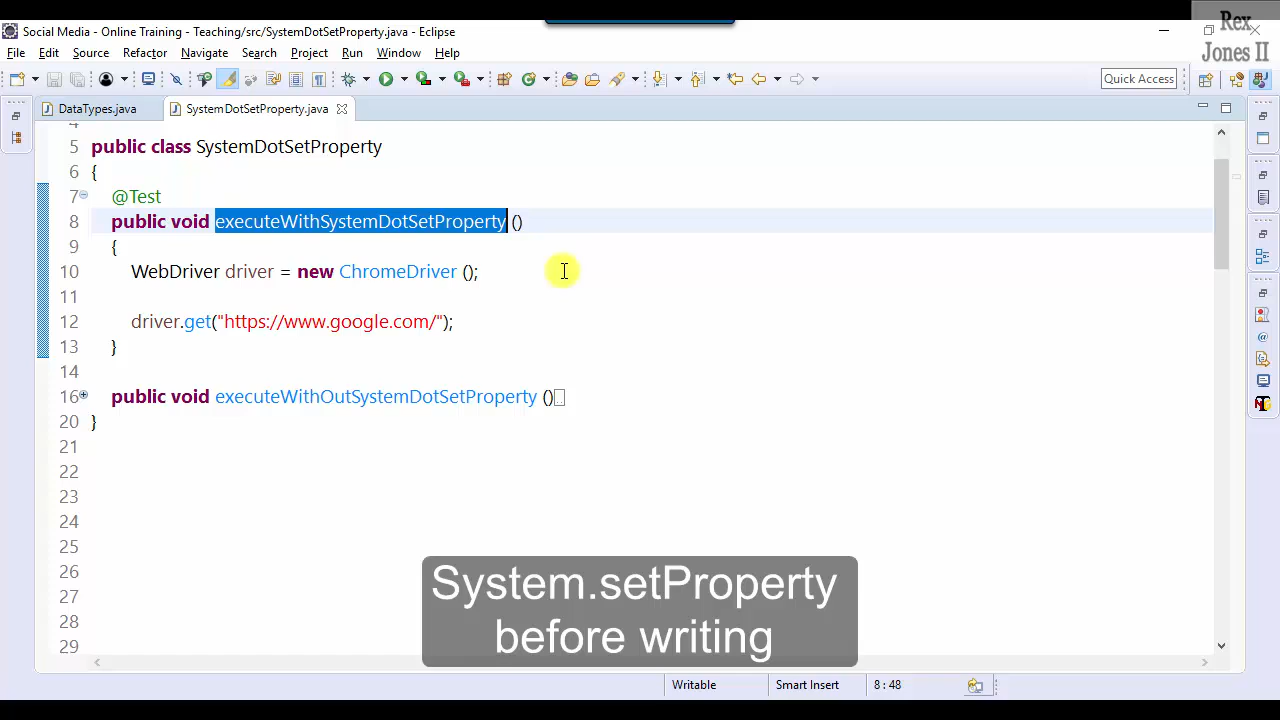 Social Media - Online Training - Teaching/src/SystemDotSetProperty.java - Eclipse
Rex
Jones II
File Edit Source Refactor Navigate Search Project Run Window Help
Quick Access
DataTypes.java SystemDotSetProperty.java
4
5 public class SystemDotSetProperty
6 {
7 @Test
8 public void executeWithSystemDotSetProperty ()
9 {
10 WebDriver driver = new ChromeDriver ();
11
12 driver.get("https://www.google.com/");
13 }
14
16 public void executeWithOutSystemDotSetProperty ()
20 }
21
22
23
24
25
26
27
28
29
System.setProperty
before writing
Writable Smart Insert 8 : 48